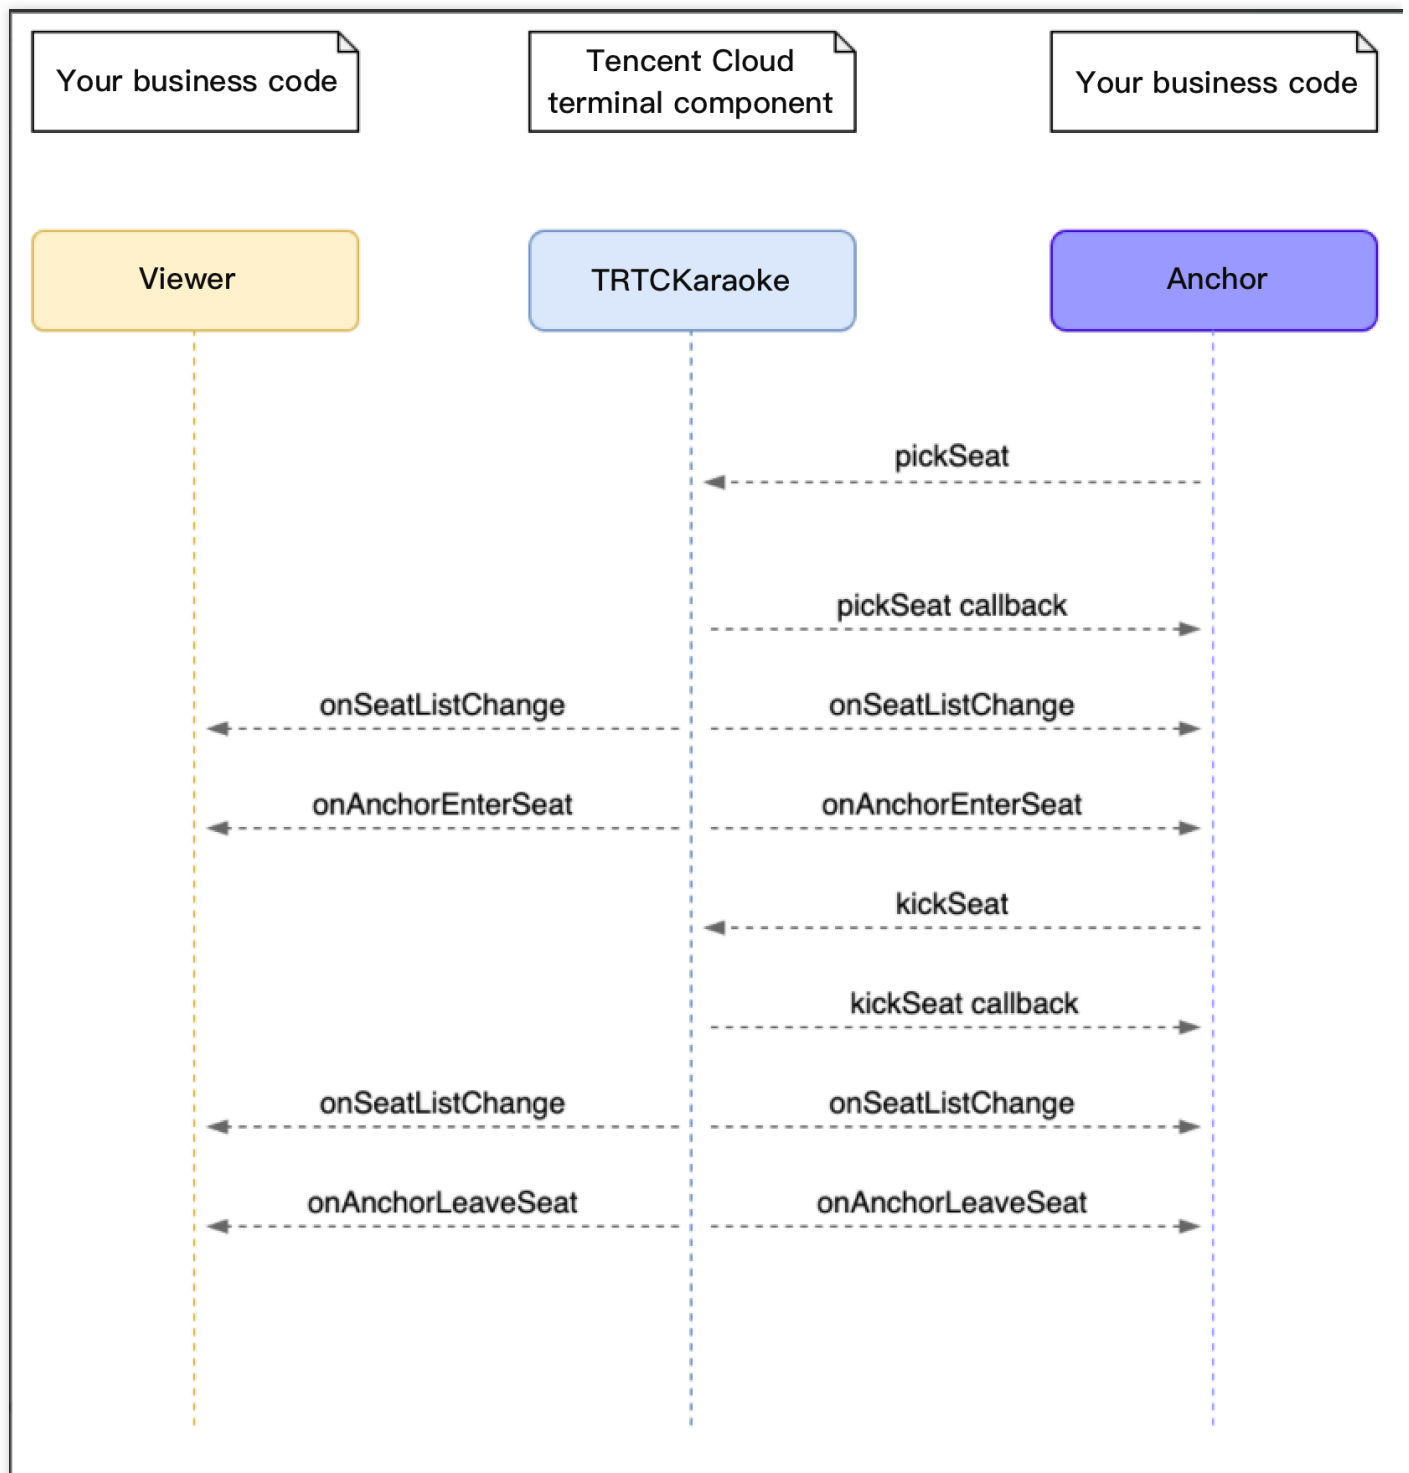 Your business code
Tencent Cloud
terminal component
Your business code
Viewer
TRTCKaraoke
Anchor
pickSeat
pickSeat callback
onSeatListChange
onSeatListChange
onAnchorEnterSeat
onAnchorEnterSeat
kickSeat
kickSeat callback
onSeatListChange
onSeatListChange
onAnchorLeaveSeat
onAnchorLeaveSeat